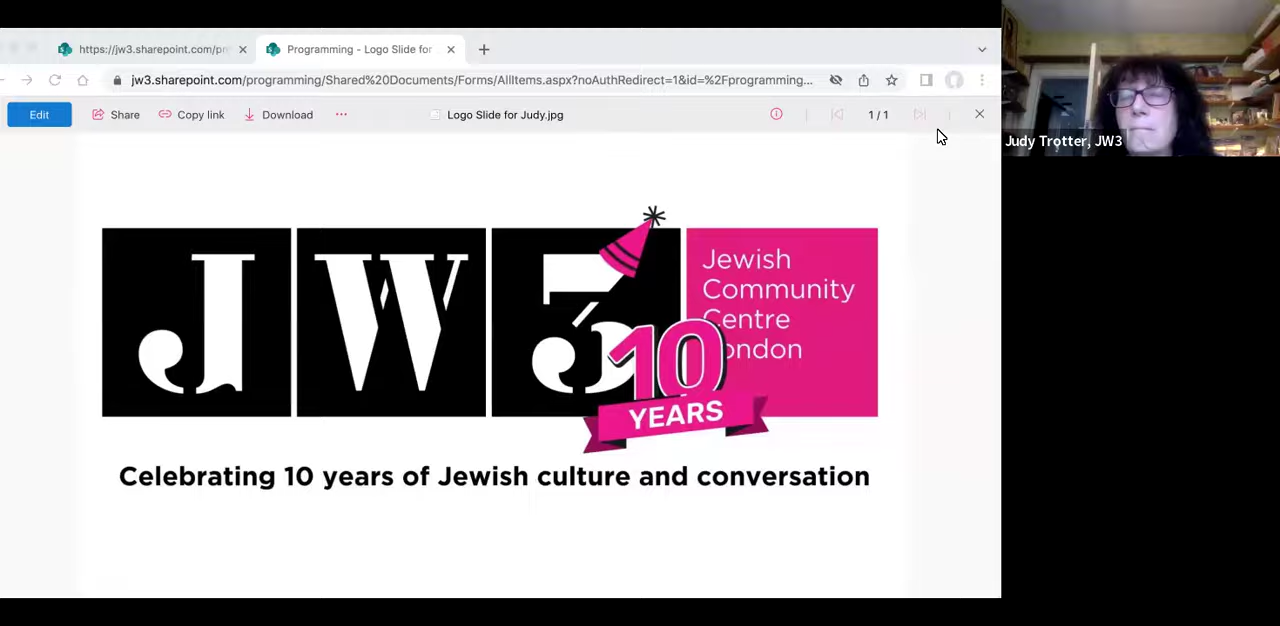 https://jw3.sharepoint.com/pr
Programming - Logo Slide for
jw3.sharepoint.com/programming/Shared%20Documents/Forms/AllItems.aspx?noAuthRedirect=1&id=%2Fprogramming...
Edit
Share
Copy link
Download
Logo Slide for Judy.jpg
1 / 1
Judy Trotter, JW3
JW3
Jewish
Community
Centre
ondon
10
YEARS
Celebrating 10 years of Jewish culture and conversation